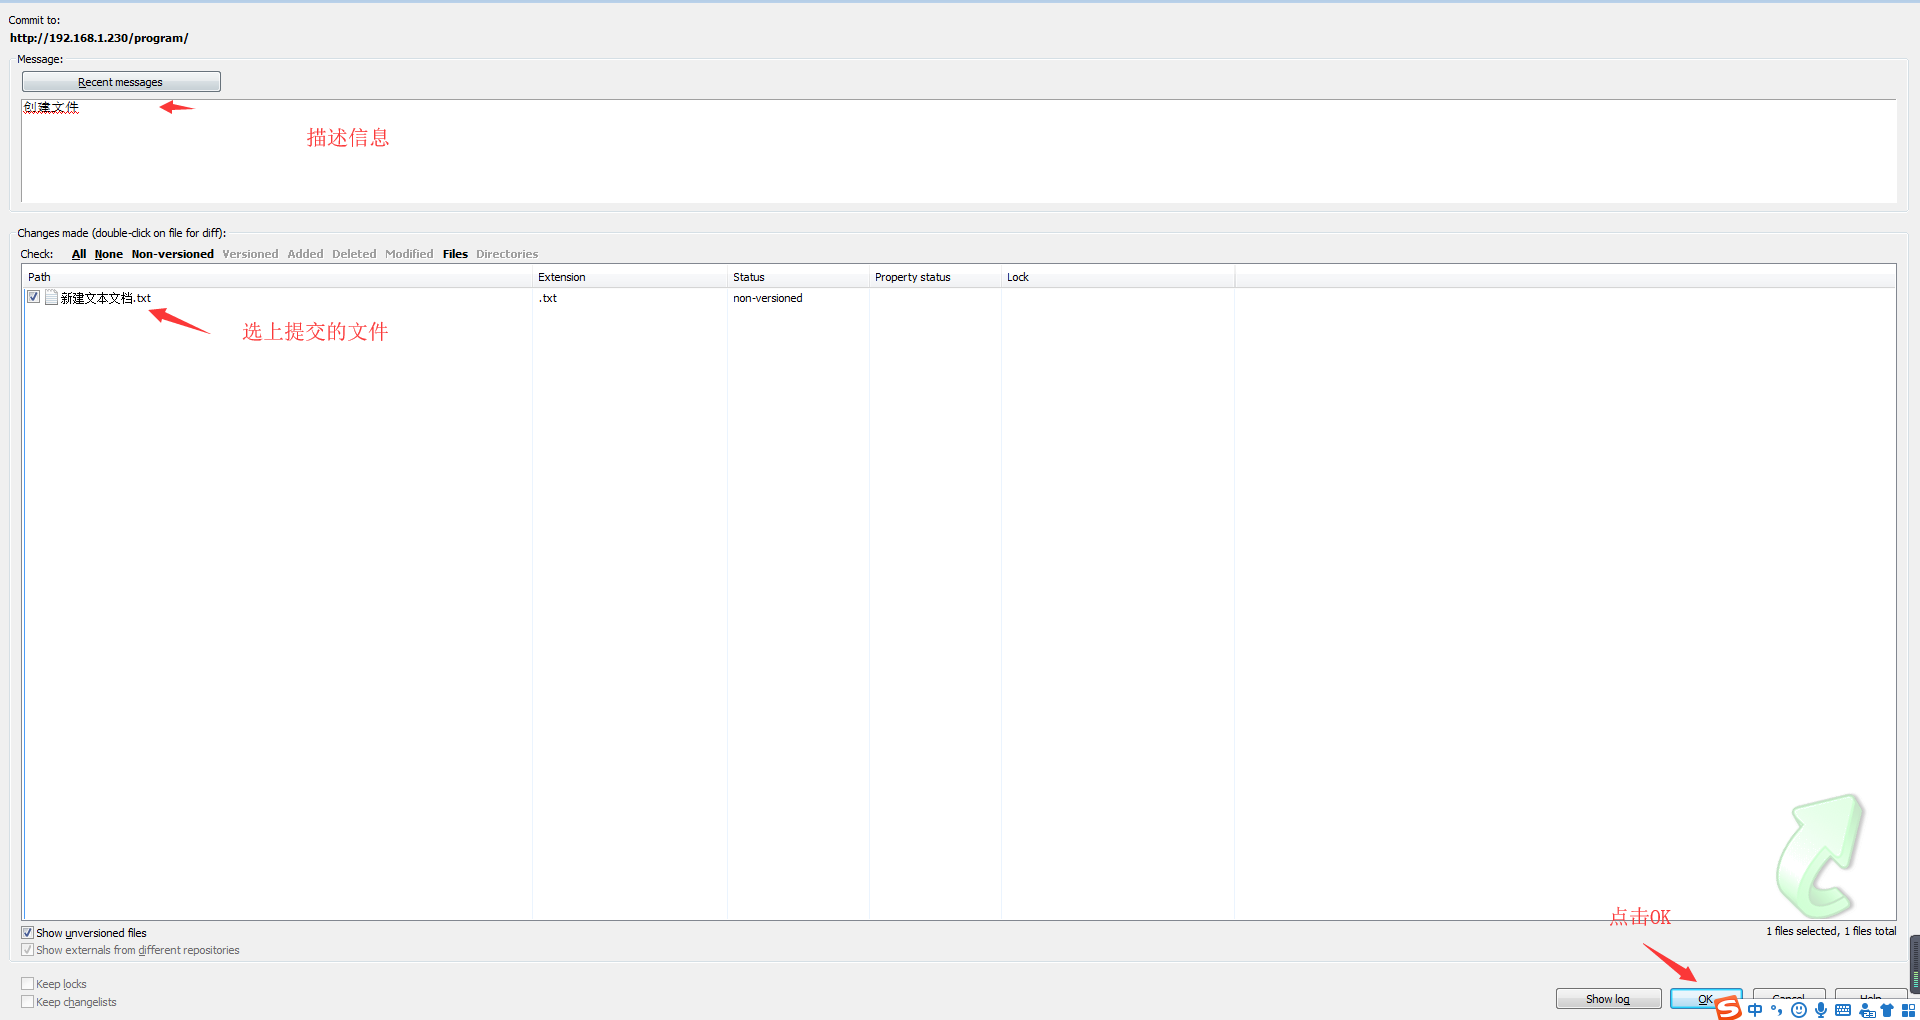 Commit to:
http://192.168.1.230/program/
Message:
Recent messages
创建文件
描述信息
Changes made (double-click on file for diff):
Check: All None Non-versioned Versioned Added Deleted Modified Files Directories
Path Extension Status Property status Lock
新建文本文档.txt .txt non-versioned
选上提交的文件
点击OK
Show unversioned files
1 files selected, 1 files total
Show externals from different repositories
Keep locks
Keep changelists
Show log OK Cancel Help
中